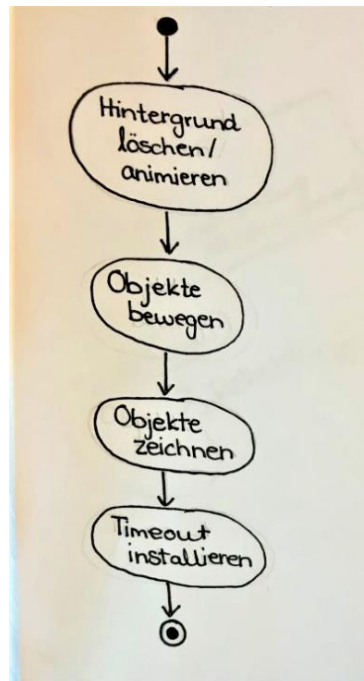 Hintergrund
löschen/
animieren
Objekte
bewegen
Objekte
zeichnen
Timeout
installieren